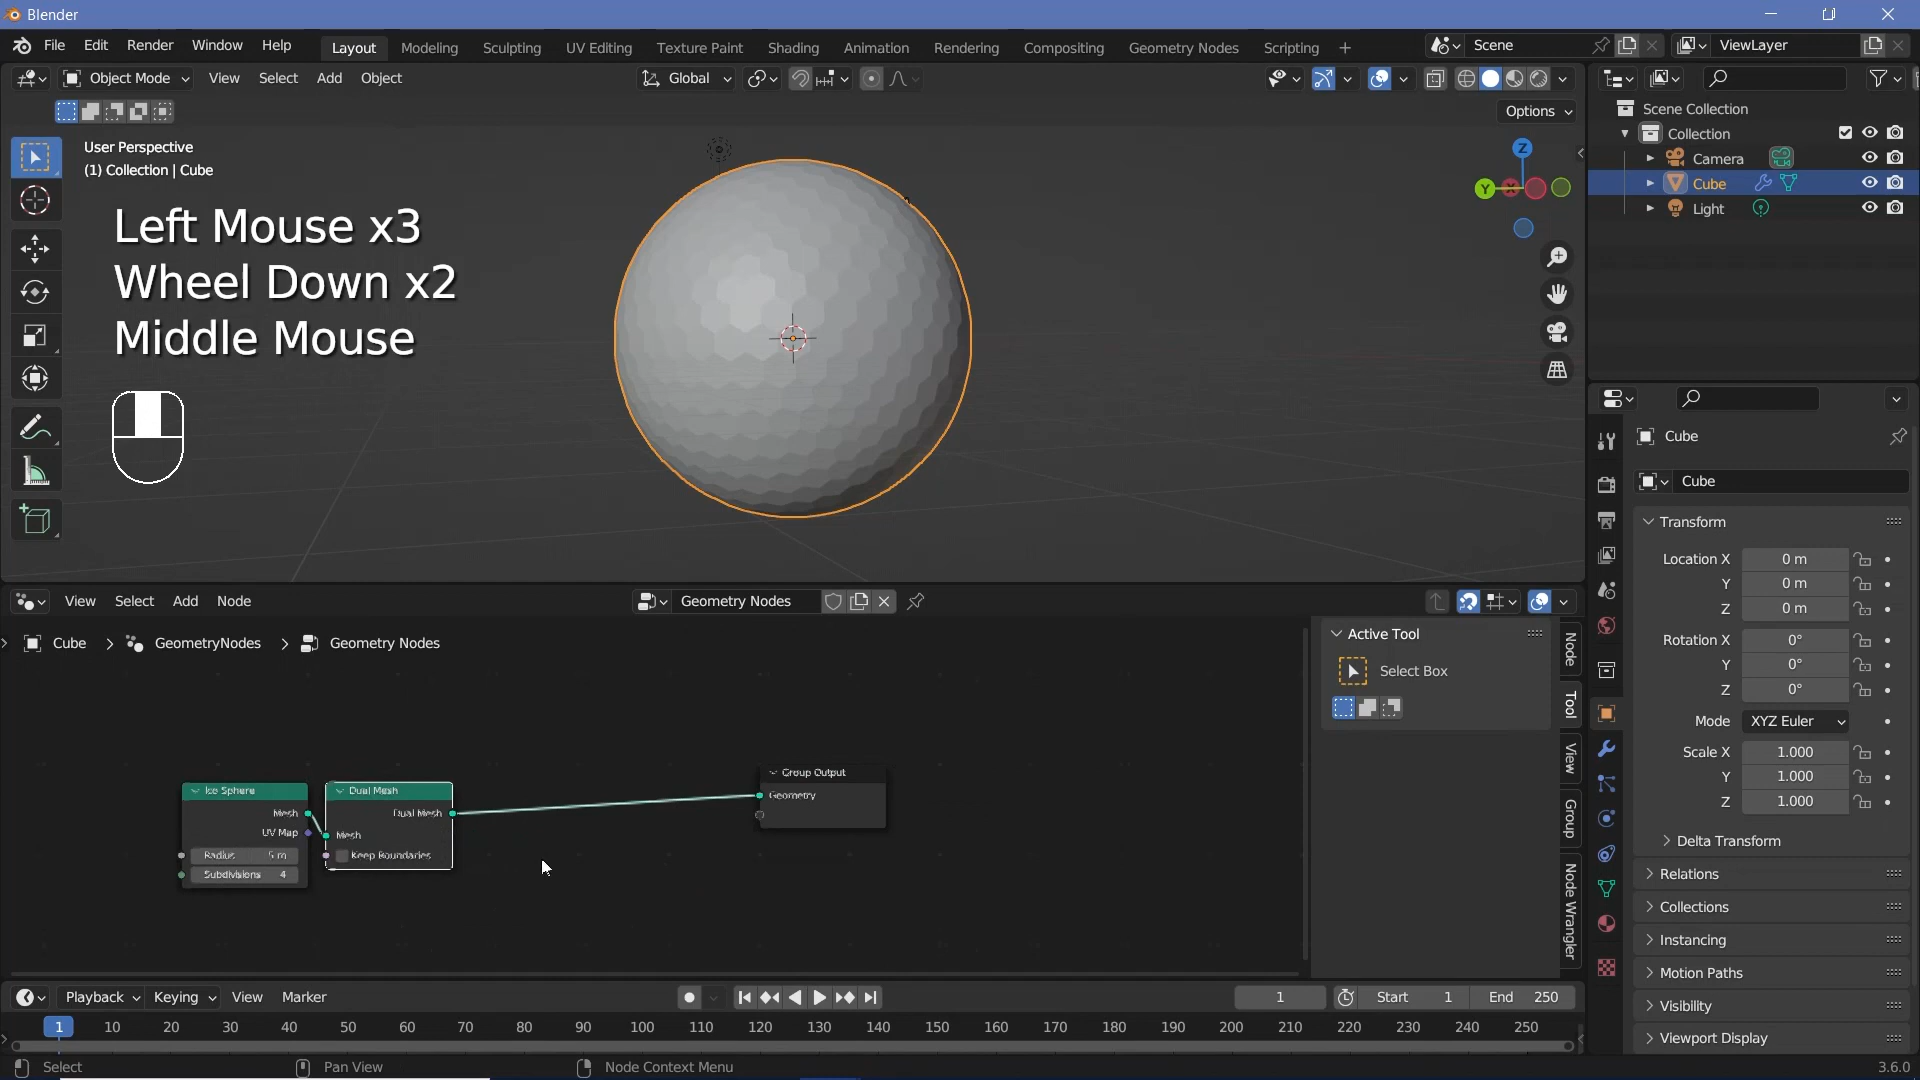 Blender
File Edit Render Window Help Layout Modeling Sculpting UV Editing Texture Paint Shading Animation Rendering Compositing Geometry Nodes Scripting Scene ViewLayer
Object Mode View Select Add Object Global
Options
User Perspective
(1) Collection | Cube
Left Mouse x3
Wheel Down x2
Middle Mouse
Z
Y
X
Scene Collection
Collection
Camera
Cube
Light
Cube
Cube
Transform
Location X 0 m
Y 0 m
Z 0 m
Rotation X 0°
Y 0°
Z 0°
Mode XYZ Euler
Scale X 1.000
Y 1.000
Z 1.000
Delta Transform
Relations
Collections
Instancing
Motion Paths
Visibility
Viewport Display
View Select Add Node Geometry Nodes
Cube > GeometryNodes > Geometry Nodes
Ico Sphere
Mesh
UV Map
Radius 5 m
Subdivisions 4
Dual Mesh
Dual Mesh
Mesh
Keep Boundaries
Group Output
Geometry
Active Tool
Select Box
Node
Tool
View
Group
Node Wrangler
Playback Keying View Marker 1 Start 1 End 250
1 10 20 30 40 50 60 70 80 90 100 110 120 130 140 150 160 170 180 190 200 210 220 230 240 250
Select Pan View Node Context Menu 3.6.0